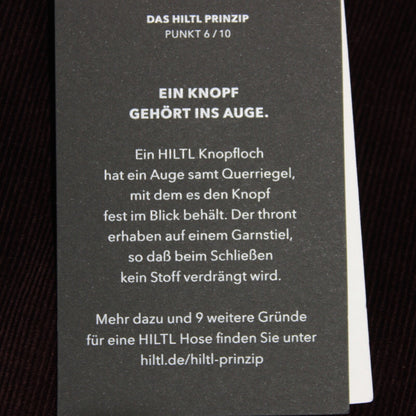 DAS HILTL PRINZIP
PUNKT 6 / 10
EIN KNOPF
GEHÖRT INS AUGE.
Ein HILTL Knopfloch
hat ein Auge samt Querriegel,
mit dem es den Knopf
fest im Blick behält. Der thront
erhaben auf einem Garnstiel,
so daß beim Schließen
kein Stoff verdrängt wird.
Mehr dazu und 9 weitere Gründe
für eine HILTL Hose finden Sie unter
hiltl.de/hiltl-prinzip